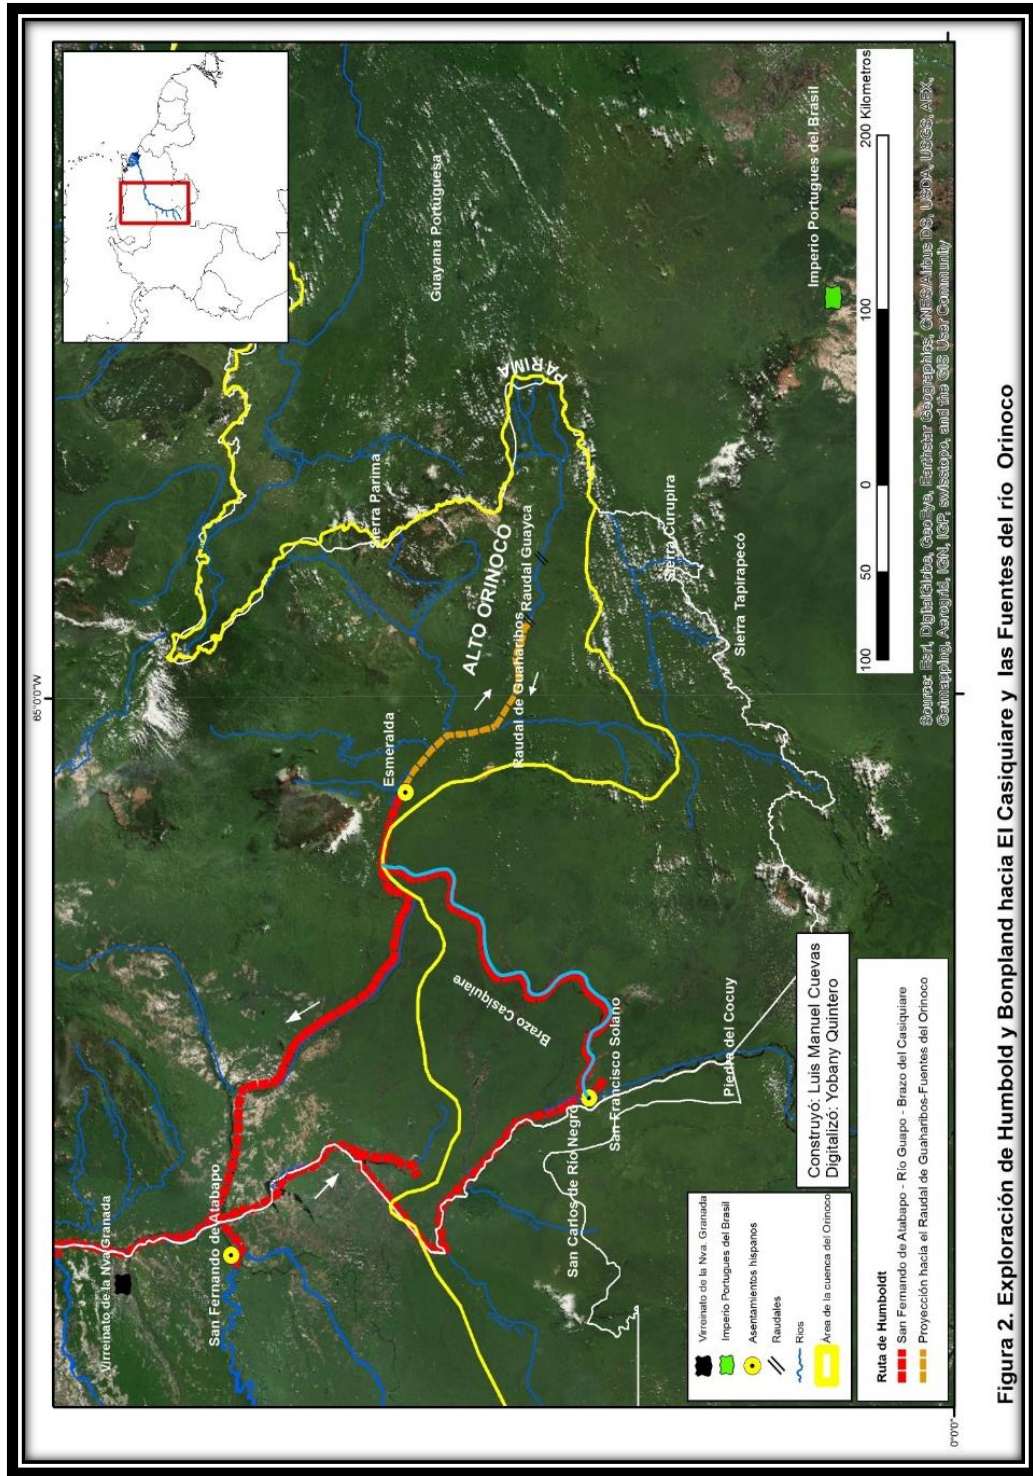 65°0'0"W
0°0'0"
Virreinato de la Nva Granada
San Fernando de Atabapo
Esmeralda
Sierra Parima
Guayana Portuguesa
ALTO ORINOCO
Raudal de Guaharibos
Raudal Guayca
PARIMA
Brazo Casiquiare
San Carlos de Río Negro
San Francisco Solano
Piedra del Cocuy
Sierra Curupira
Sierra Tapirapecó
Imperio Portugues del Brasil
Virreinato de la Nva. Granada
Imperio Portugues del Brasil
Asentamientos hispanos
Raudales
Rios
Área de la cuenca del Orinoco
Construyó: Luis Manuel Cuevas
Digitalizó: Yobany Quintero
Ruta de Humboldt
San Fernando de Atabapo - Río Guapo - Brazo del Casiquiare
Proyección hacia el Raudal de Guaharibos-Fuentes del Orinoco
100 50 0 100 200 Kilometros
Source: Esri, DigitalGlobe, GeoEye, Earthstar Geographics, CNES/Airbus DS, USDA, USGS, AEX,
Getmapping, Aerogrid, IGN, IGP, swisstopo, and the GIS User Community
Figura 2. Exploración de Humbold y Bonpland hacia El Casiquiare y las Fuentes del río Orinoco